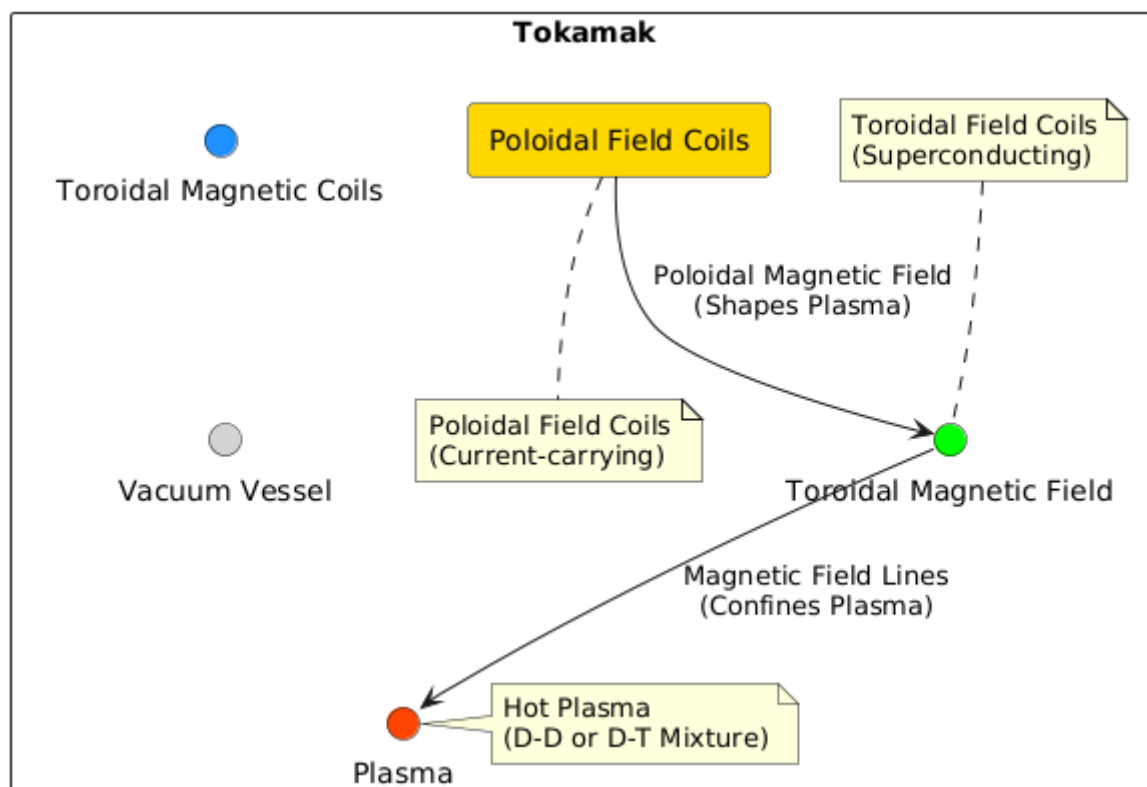 Tokamak
Toroidal Magnetic Coils
Poloidal Field Coils
Toroidal Field Coils
(Superconducting)
Poloidal Magnetic Field
(Shapes Plasma)
Vacuum Vessel
Poloidal Field Coils
(Current-carrying)
Toroidal Magnetic Field
Magnetic Field Lines
(Confines Plasma)
Plasma
Hot Plasma
(D-D or D-T Mixture)